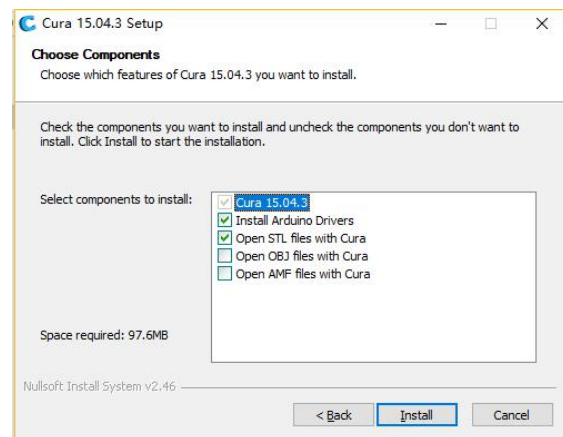 Cura 15.04.3 Setup
Choose Components
Choose which features of Cura 15.04.3 you want to install.
Check the components you want to install and uncheck the components you don't want to
install. Click Install to start the installation.
Select components to install:
Cura 15.04.3
Install Arduino Drivers
Open STL files with Cura
Open OBJ files with Cura
Open AMF files with Cura
Space required: 97.6MB
Nullsoft Install System v2.46
< Back
Install
Cancel